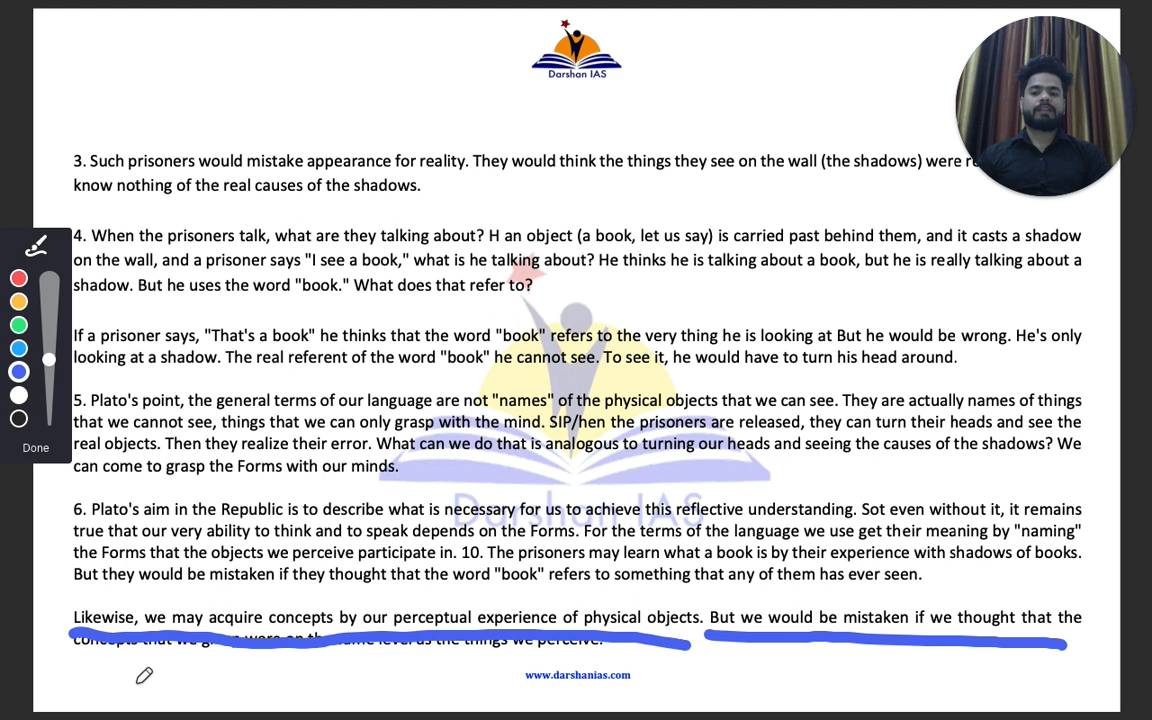 Darshan IAS
3. Such prisoners would mistake appearance for reality. They would think the things they see on the wall (the shadows) were
know nothing of the real causes of the shadows.
4. When the prisoners talk, what are they talking about? H an object (a book, let us say) is carried past behind them, and it casts a shadow
on the wall, and a prisoner says "I see a book," what is he talking about? He thinks he is talking about a book, but he is really talking about a
shadow. But he uses the word "book." What does that refer to?
If a prisoner says, "That's a book" he thinks that the word "book" refers to the very thing he is looking at But he would be wrong. He's only
looking at a shadow. The real referent of the word "book" he cannot see. To see it, he would have to turn his head around.
5. Plato's point, the general terms of our language are not "names" of the physical objects that we can see. They are actually names of things
that we cannot see, things that we can only grasp with the mind. SIP/hen the prisoners are released, they can turn their heads and see the
real objects. Then they realize their error. What can we do that is analogous to turning our heads and seeing the causes of the shadows? We
can come to grasp the Forms with our minds.
Darshan IAS
6. Plato's aim in the Republic is to describe what is necessary for us to achieve this reflective understanding. Sot even without it, it remains
true that our very ability to think and to speak depends on the Forms. For the terms of the language we use get their meaning by "naming"
the Forms that the objects we perceive participate in. 10. The prisoners may learn what a book is by their experience with shadows of books.
But they would be mistaken if they thought that the word "book" refers to something that any of them has ever seen.
Likewise, we may acquire concepts by our perceptual experience of physical objects. But we would be mistaken if we thought that the
concepts that we were on the level as the things we perceive.
www.darshanias.com
Done